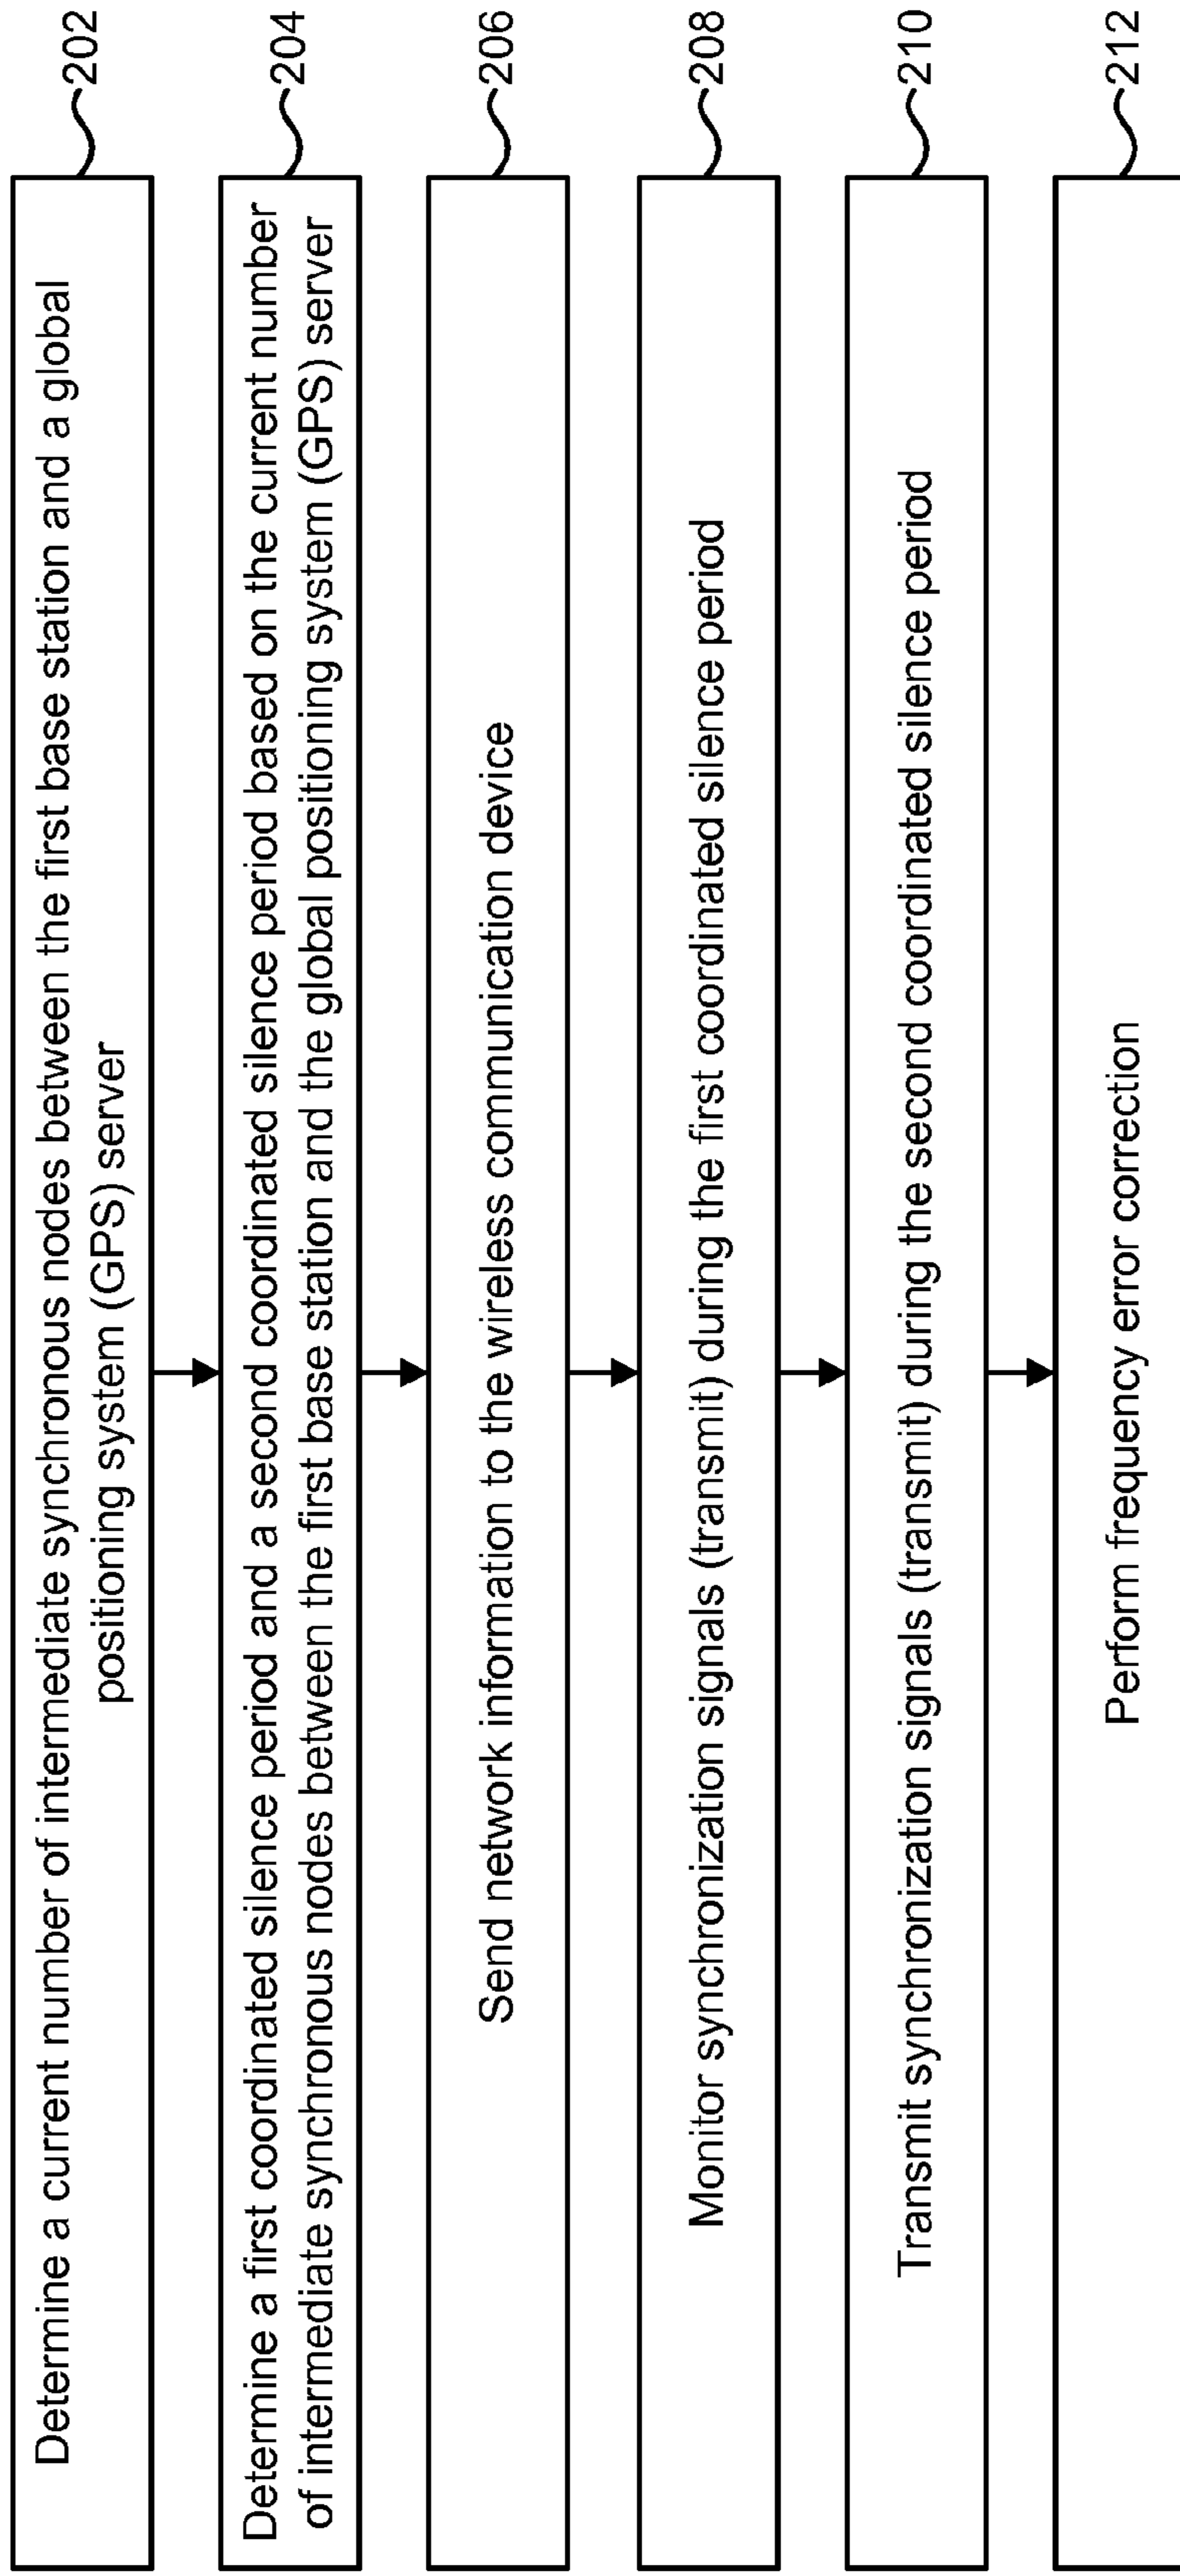 Determine a current number of intermediate synchronous nodes between the first base station and a global
positioning system (GPS) server
202
Determine a first coordinated silence period and a second coordinated silence period based on the current number
of intermediate synchronous nodes between the first base station and the global positioning system (GPS) server
204
Send network information to the wireless communication device
206
Monitor synchronization signals (transmit) during the first coordinated silence period
208
Transmit synchronization signals (transmit) during the second coordinated silence period
210
Perform frequency error correction
212